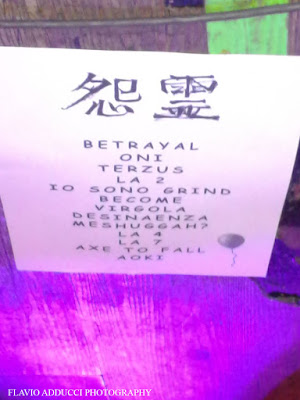 怨霊
BETRAYAL
ONI
TERZUS
LA 2
IO SONO GRIND
BECOME
VIRGOLA
DESINAENZA
MESHUGGAH?
LA 4
LA 7
AXE TO FALL
AOKI
FLAVIO ADDUCCI PHOTOGRAPHY